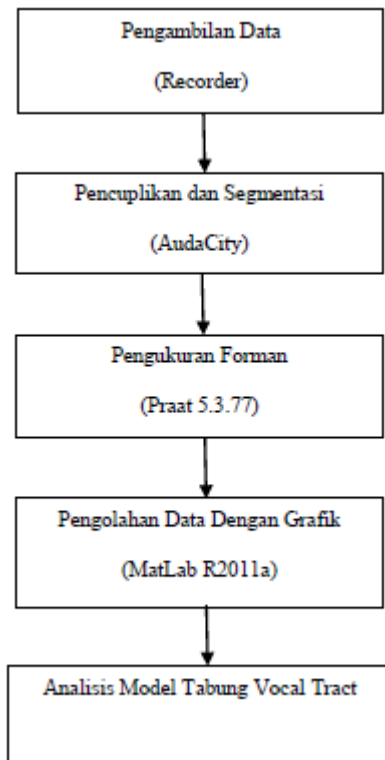 Pengambilan Data
(Recorder)
Pencuplikan dan Segmentasi
(AudaCity)
Pengukuran Forman
(Praat 5.3.77)
Pengolahan Data Dengan Grafik
(MatLab R2011a)
Analisis Model Tabung Vocal Tract